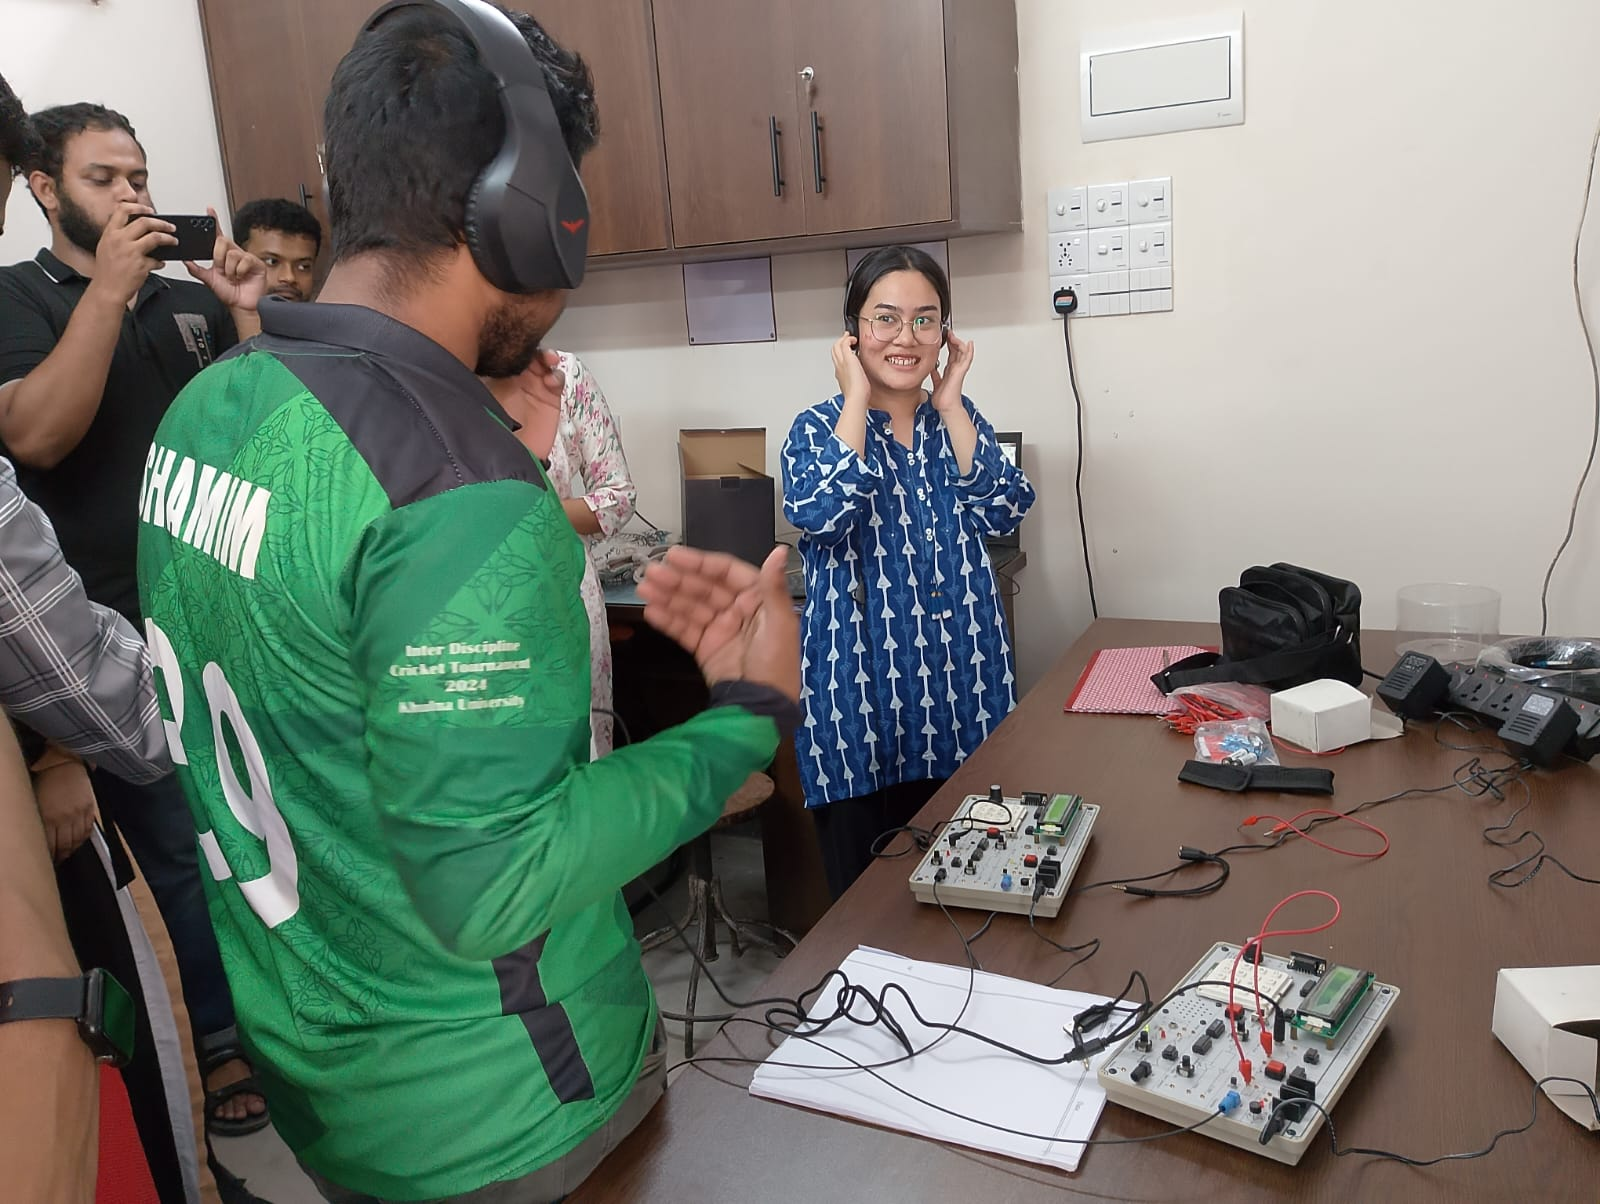 SHAMIM
29
Inter Discipline
Cricket Tournament
2024
Khulna University